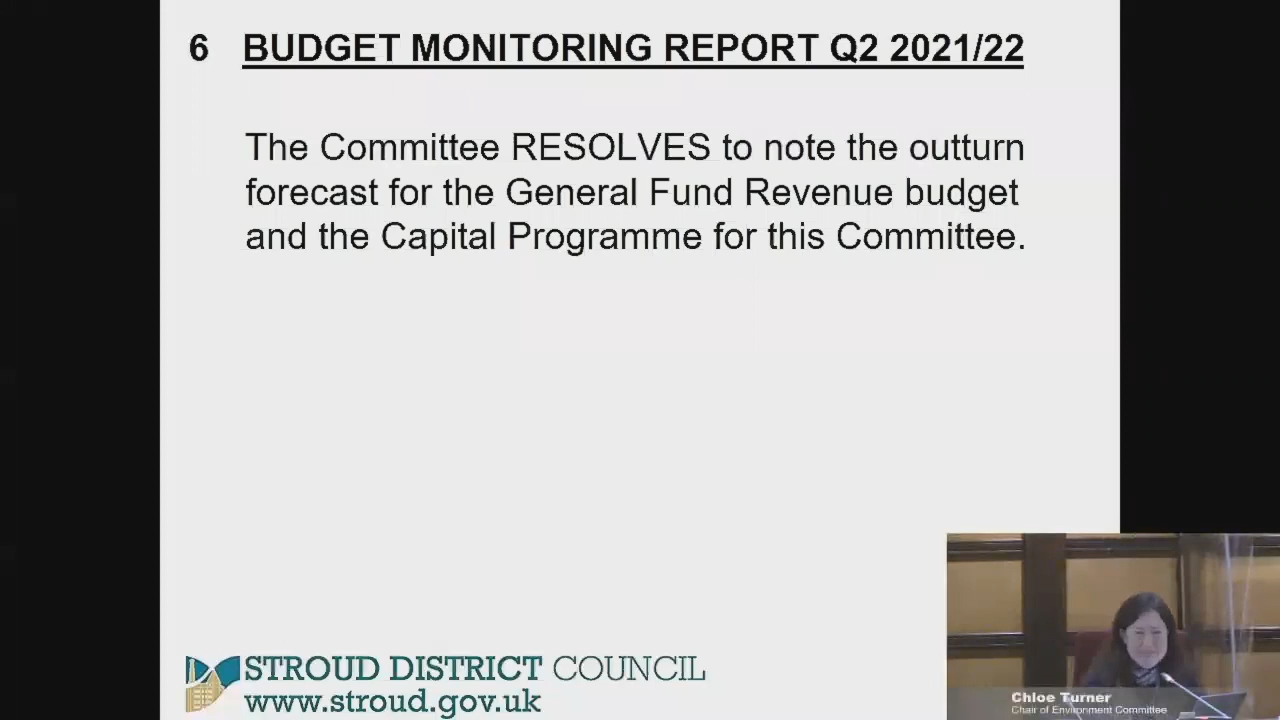 6 BUDGET MONITORING REPORT Q2 2021/22
The Committee RESOLVES to note the outturn
forecast for the General Fund Revenue budget
and the Capital Programme for this Committee.
STROUD DISTRICT COUNCIL
www.stroud.gov.uk
Chloe Turner
Chair of Environment Committee